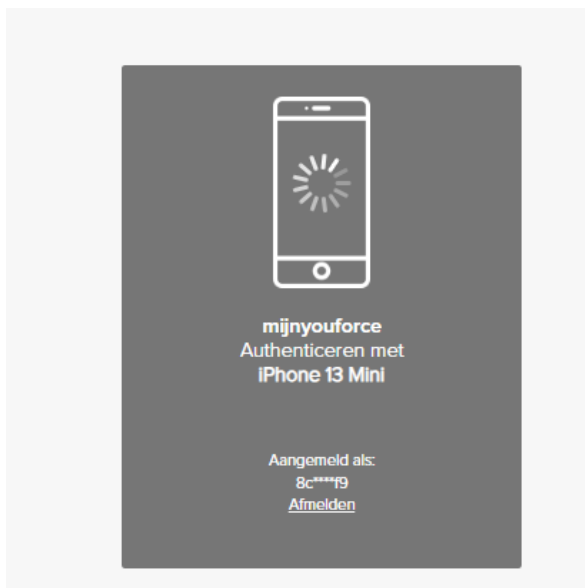 mijnyouforce
Authenticeren met
iPhone 13 Mini
Aangemeld als:
8c****f9
Afmelden